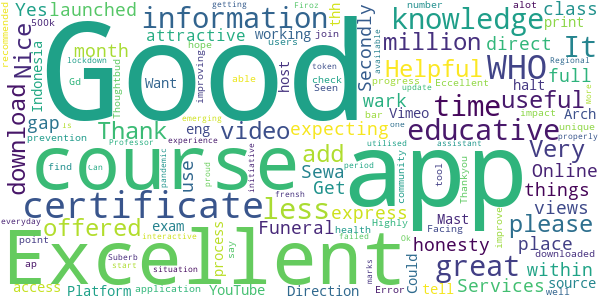 Good
app
course
Excellent
certificate
WHO
educative
great
knowledge
information
million
Helpful
time
useful
video
less
add
It
Very
Nice
Yes
launched
attractive
month
working
Thank
expecting
download
gap
offered
Funeral
honesty
please
place
things
views
within
Services
express
Sewa
Get
use
eng
host
Want
Secondly
direct
full
class
print
halt
wark
Vimeo
Arch
Online
Mast
source
tell
Could
process
exam
Platform
YouTube
Direction
access
Indonesia
Thoughtbud
prevention
find
Lan
Professor
experience
pandemic
initiative
proud
frensh
community
period
tool
Thankyou
assistant
utilised
one
bar
impact
unique
properly
emerging
progress
Eccellent
update
More
Regional
available
check
token
improving
able
hope
Seen
users
join
getting
Firoz
thh
number
alot
recommended
500k
lockdown
Gd
is
everyday
interactive
point
say
health
failed
Ok
Highly
Facing
improve
downloaded
ap
Suberb
start
situation
application
marks
Error
well